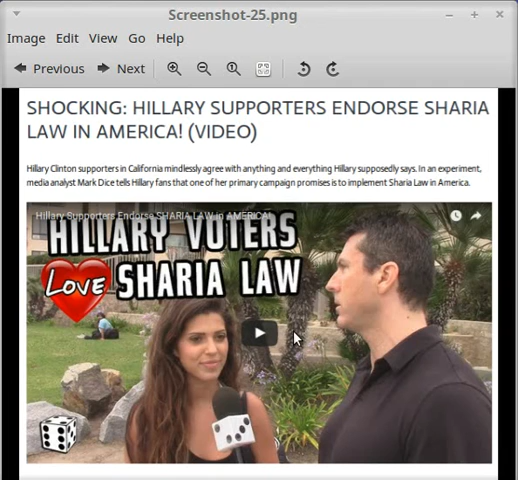 Screenshot-25.png
Image Edit View Go Help
Previous Next
SHOCKING: HILLARY SUPPORTERS ENDORSE SHARIA
LAW IN AMERICA! (VIDEO)
Hillary Clinton supporters in California mindlessly agree with anything and everything Hillary supposedly says. In an experiment,
media analyst Mark Dice tells Hillary fans that one of her primary campaign promises is to implement Sharia Law in America.
Hillary Supporters Endorse SHARIA LAW in AMERICA!
HILLARY VOTERS
Love SHARIA LAW